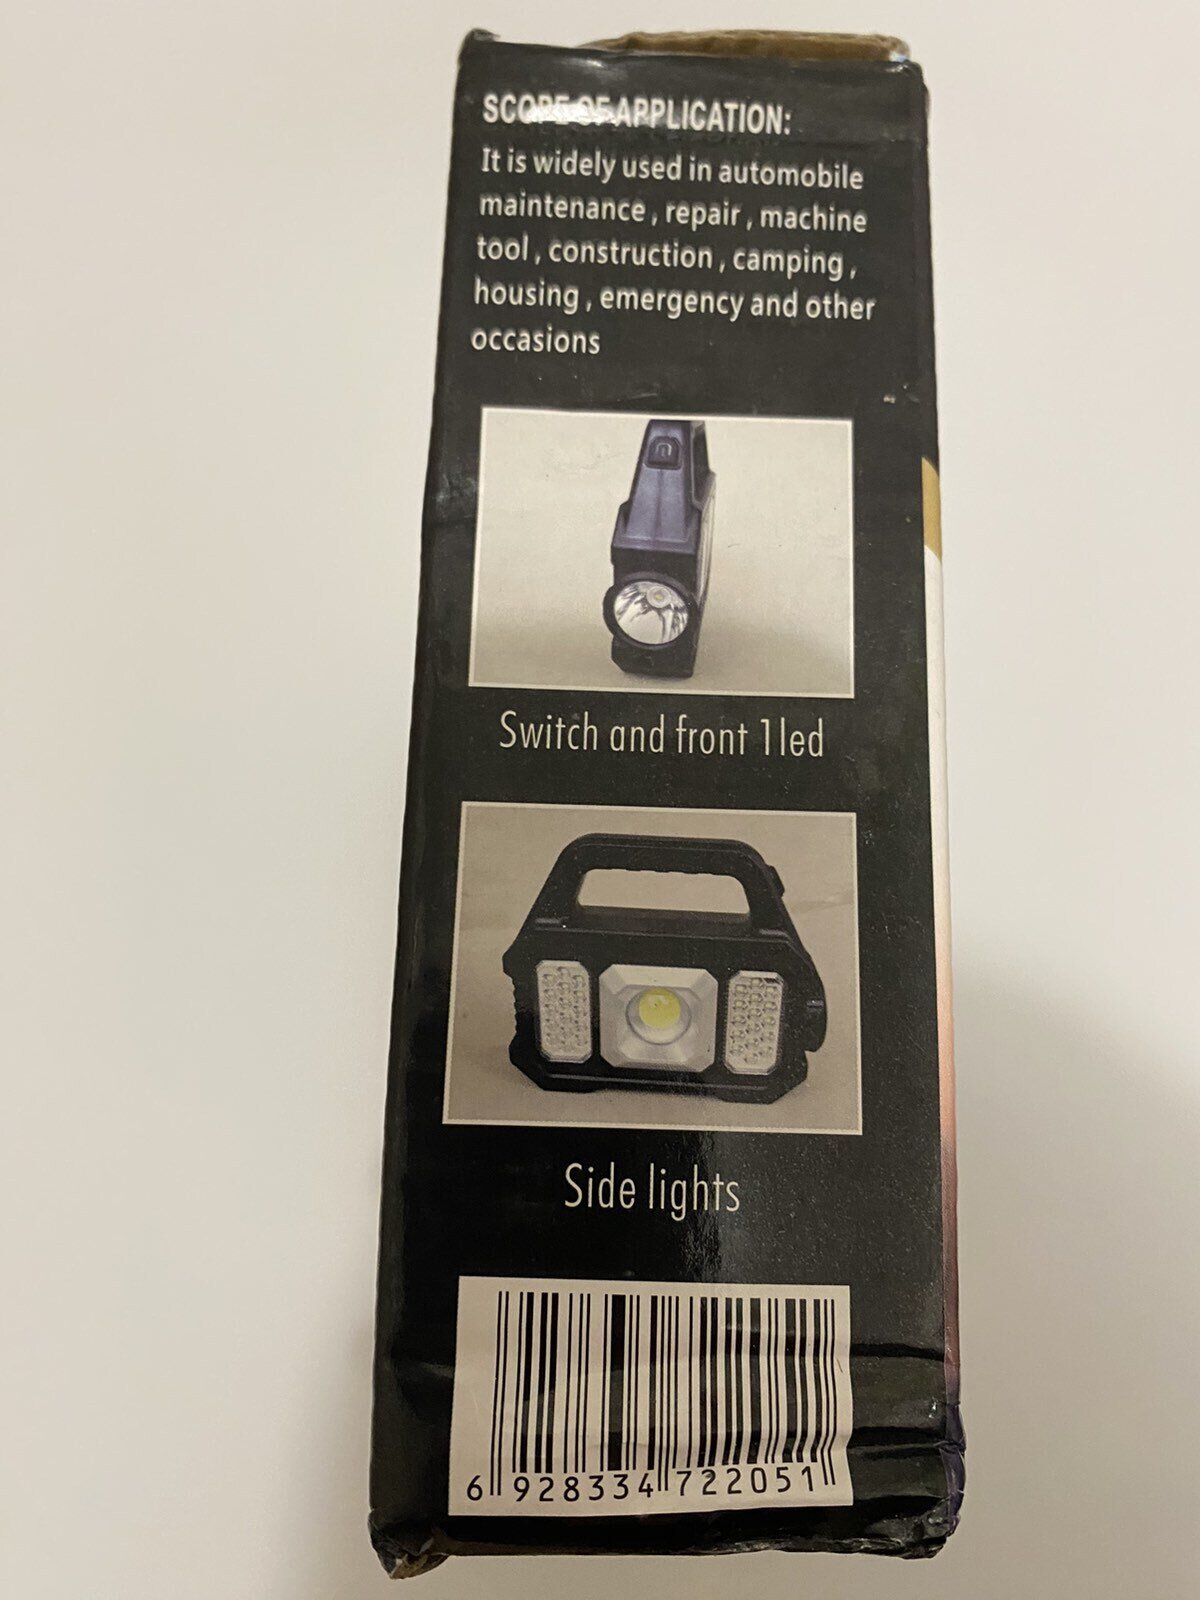 SCOPE OF APPLICATION:
It is widely used in automobile
maintenance , repair , machine
tool , construction , camping ,
housing , emergency and other
occasions
Switch and front 1led
Side lights
6 928334 722051